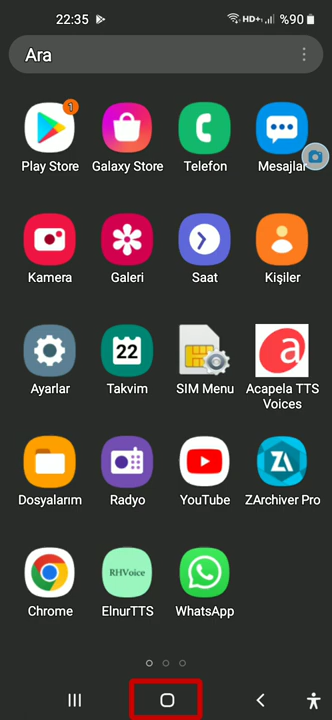 22:35 HD+ %90
Ara
1
Play Store Galaxy Store Telefon Mesajlar
Kamera Galeri Saat Kişiler
22
a
Ayarlar Takvim SIM Menu Acapela TTS
Voices
ZA
Dosyalarım Radyo YouTube ZArchiver Pro
RHVoice
Chrome ElnurTTS WhatsApp